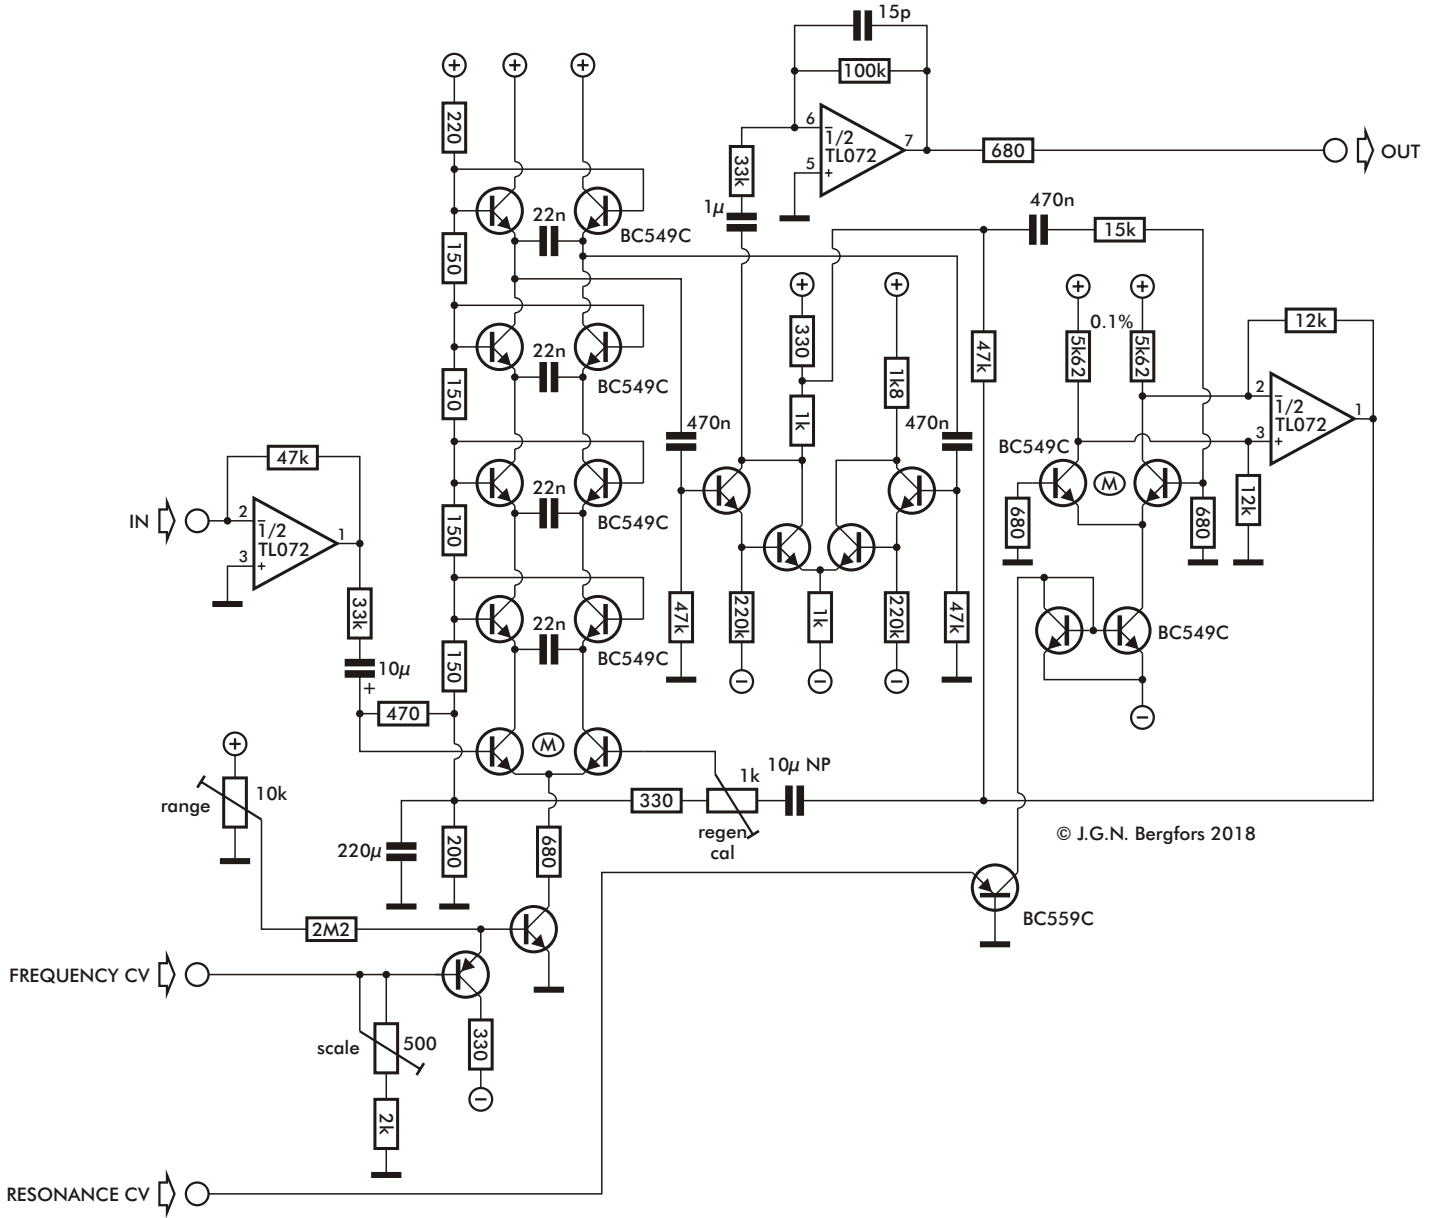 15p
100k
6
7
5
1/2
TL072
680
OUT
33k
1µ
220
22n
BC549C
150
22n
BC549C
150
22n
BC549C
150
22n
BC549C
150
470n
15k
330
1k
1k8
47k
0.1%
5k62
5k62
12k
2
1
3
1/2
TL072
470n
470n
BC549C
M
680
680
12k
47k
IN
2
1
3
1/2
TL072
33k
10µ
+
470
47k
220k
1k
220k
47k
BC549C
M
range
10k
10µ NP
330
1k
regen
cal
220µ
200
680
© J.G.N. Bergfors 2018
BC559C
2M2
FREQUENCY CV
scale
500
330
2k
RESONANCE CV